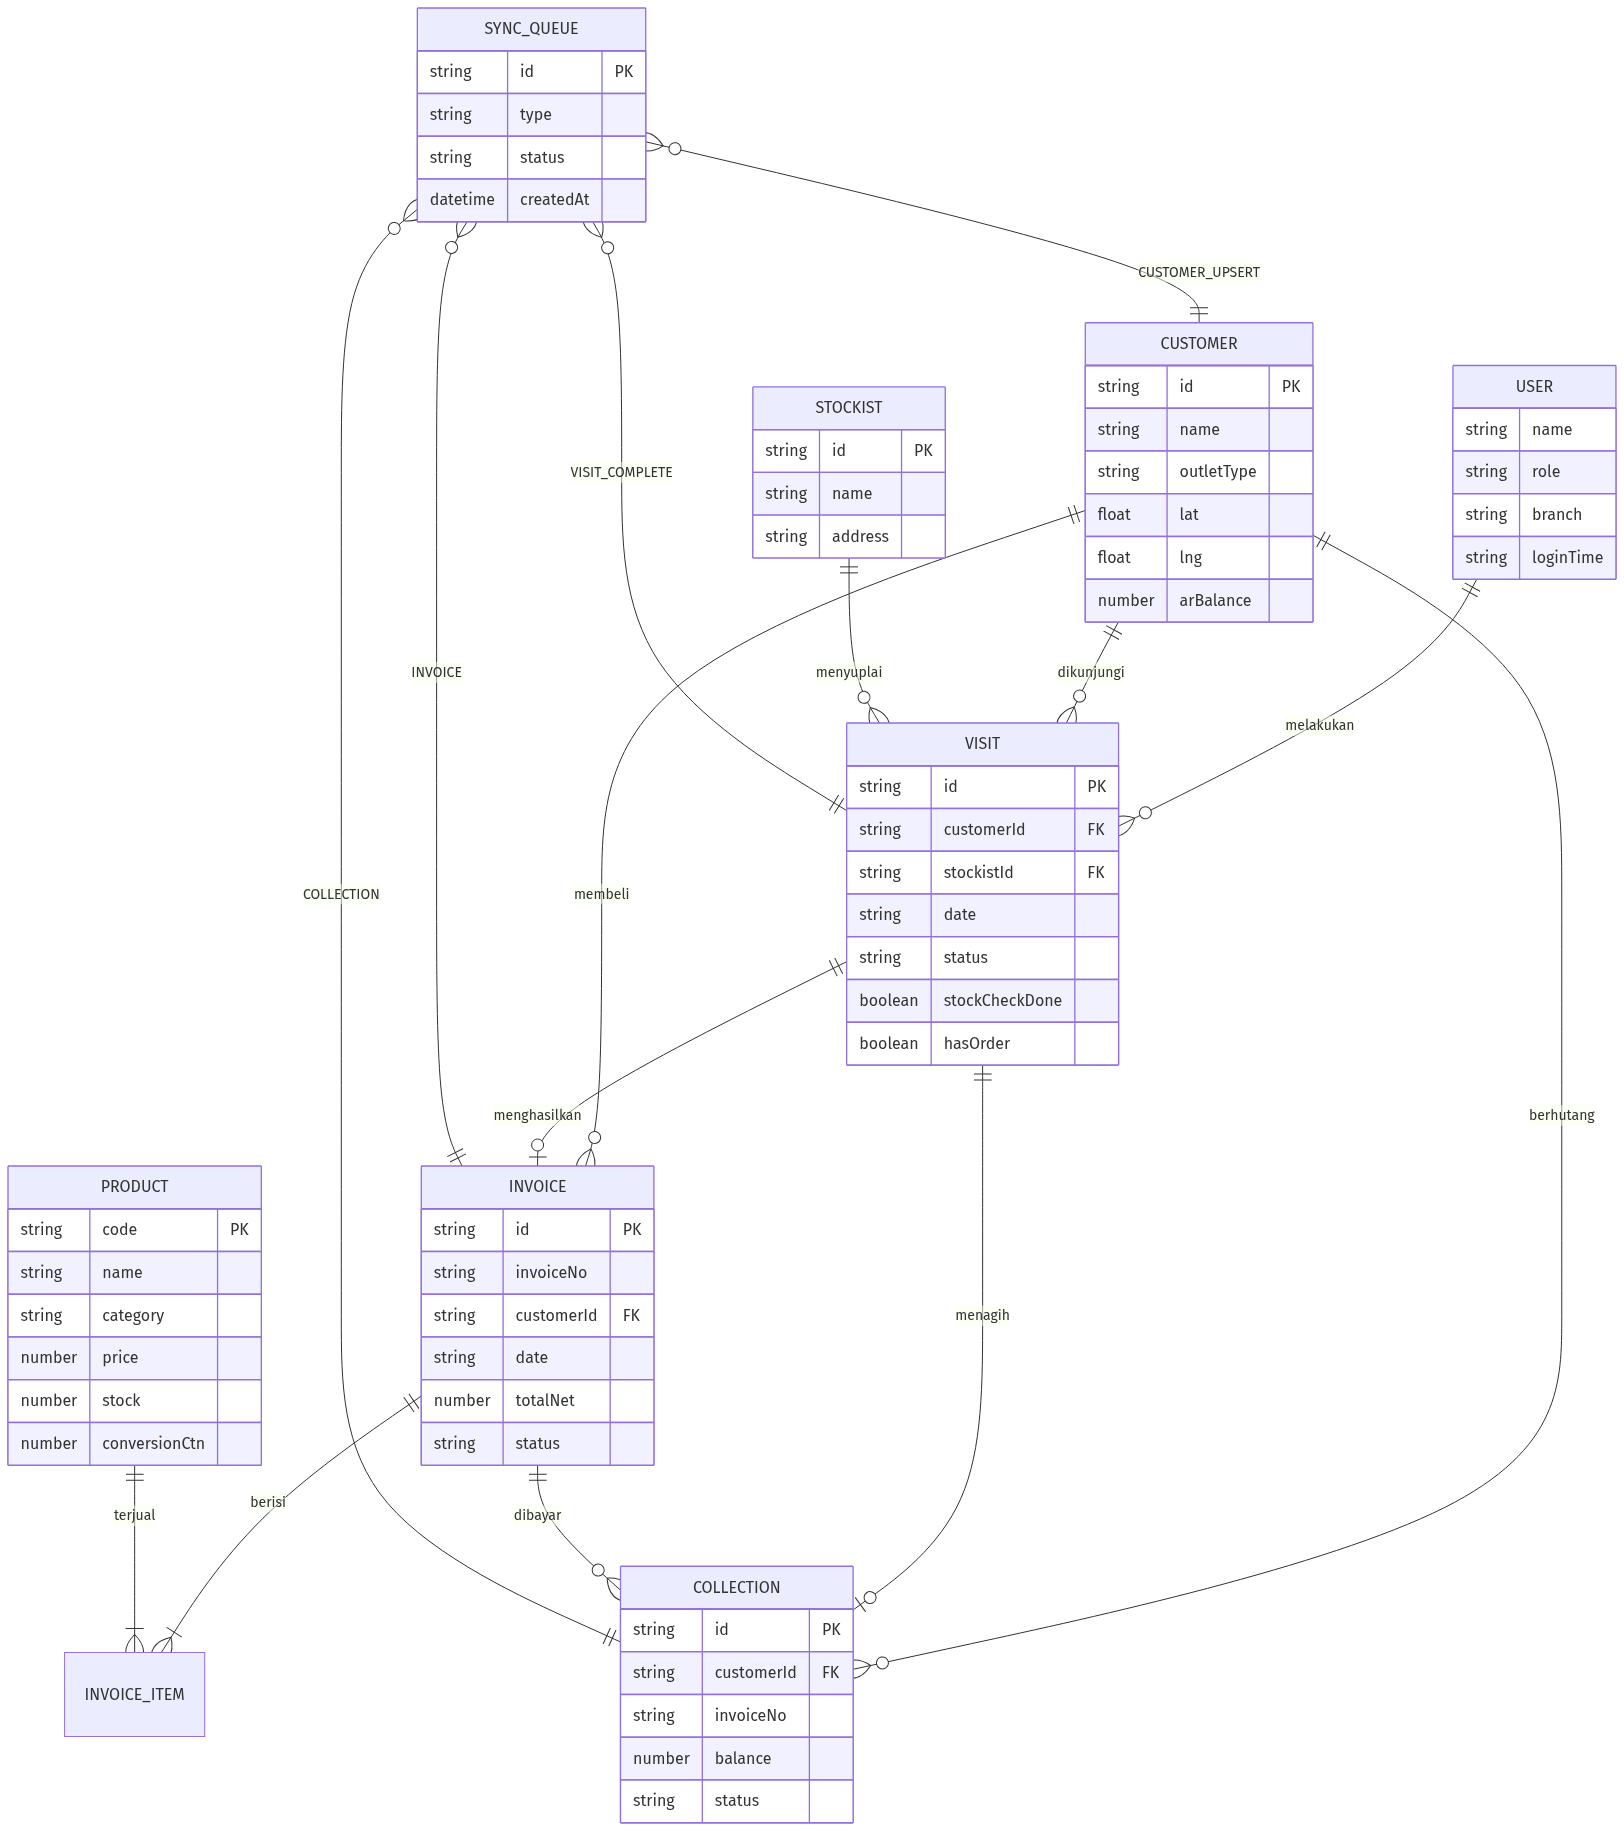 SYNC_QUEUE
string id PK
string type
string status
datetime createdAt
CUSTOMER_UPSERT
CUSTOMER
string id PK
string name
string outletType
float lat
float lng
number arBalance
USER
string name
string role
string branch
string loginTime
STOCKIST
string id PK
string name
string address
VISIT_COMPLETE
INVOICE
menyuplai
dikunjungi
melakukan
VISIT
string id PK
string customerId FK
string stockistId FK
string date
string status
boolean stockCheckDone
boolean hasOrder
COLLECTION
membeli
menghasilkan
berhutang
PRODUCT
string code PK
string name
string category
number price
number stock
number conversionCtn
INVOICE
string id PK
string invoiceNo
string customerId FK
string date
number totalNet
string status
menagih
berisi
terjual
dibayar
INVOICE_ITEM
COLLECTION
string id PK
string customerId FK
string invoiceNo
number balance
string status